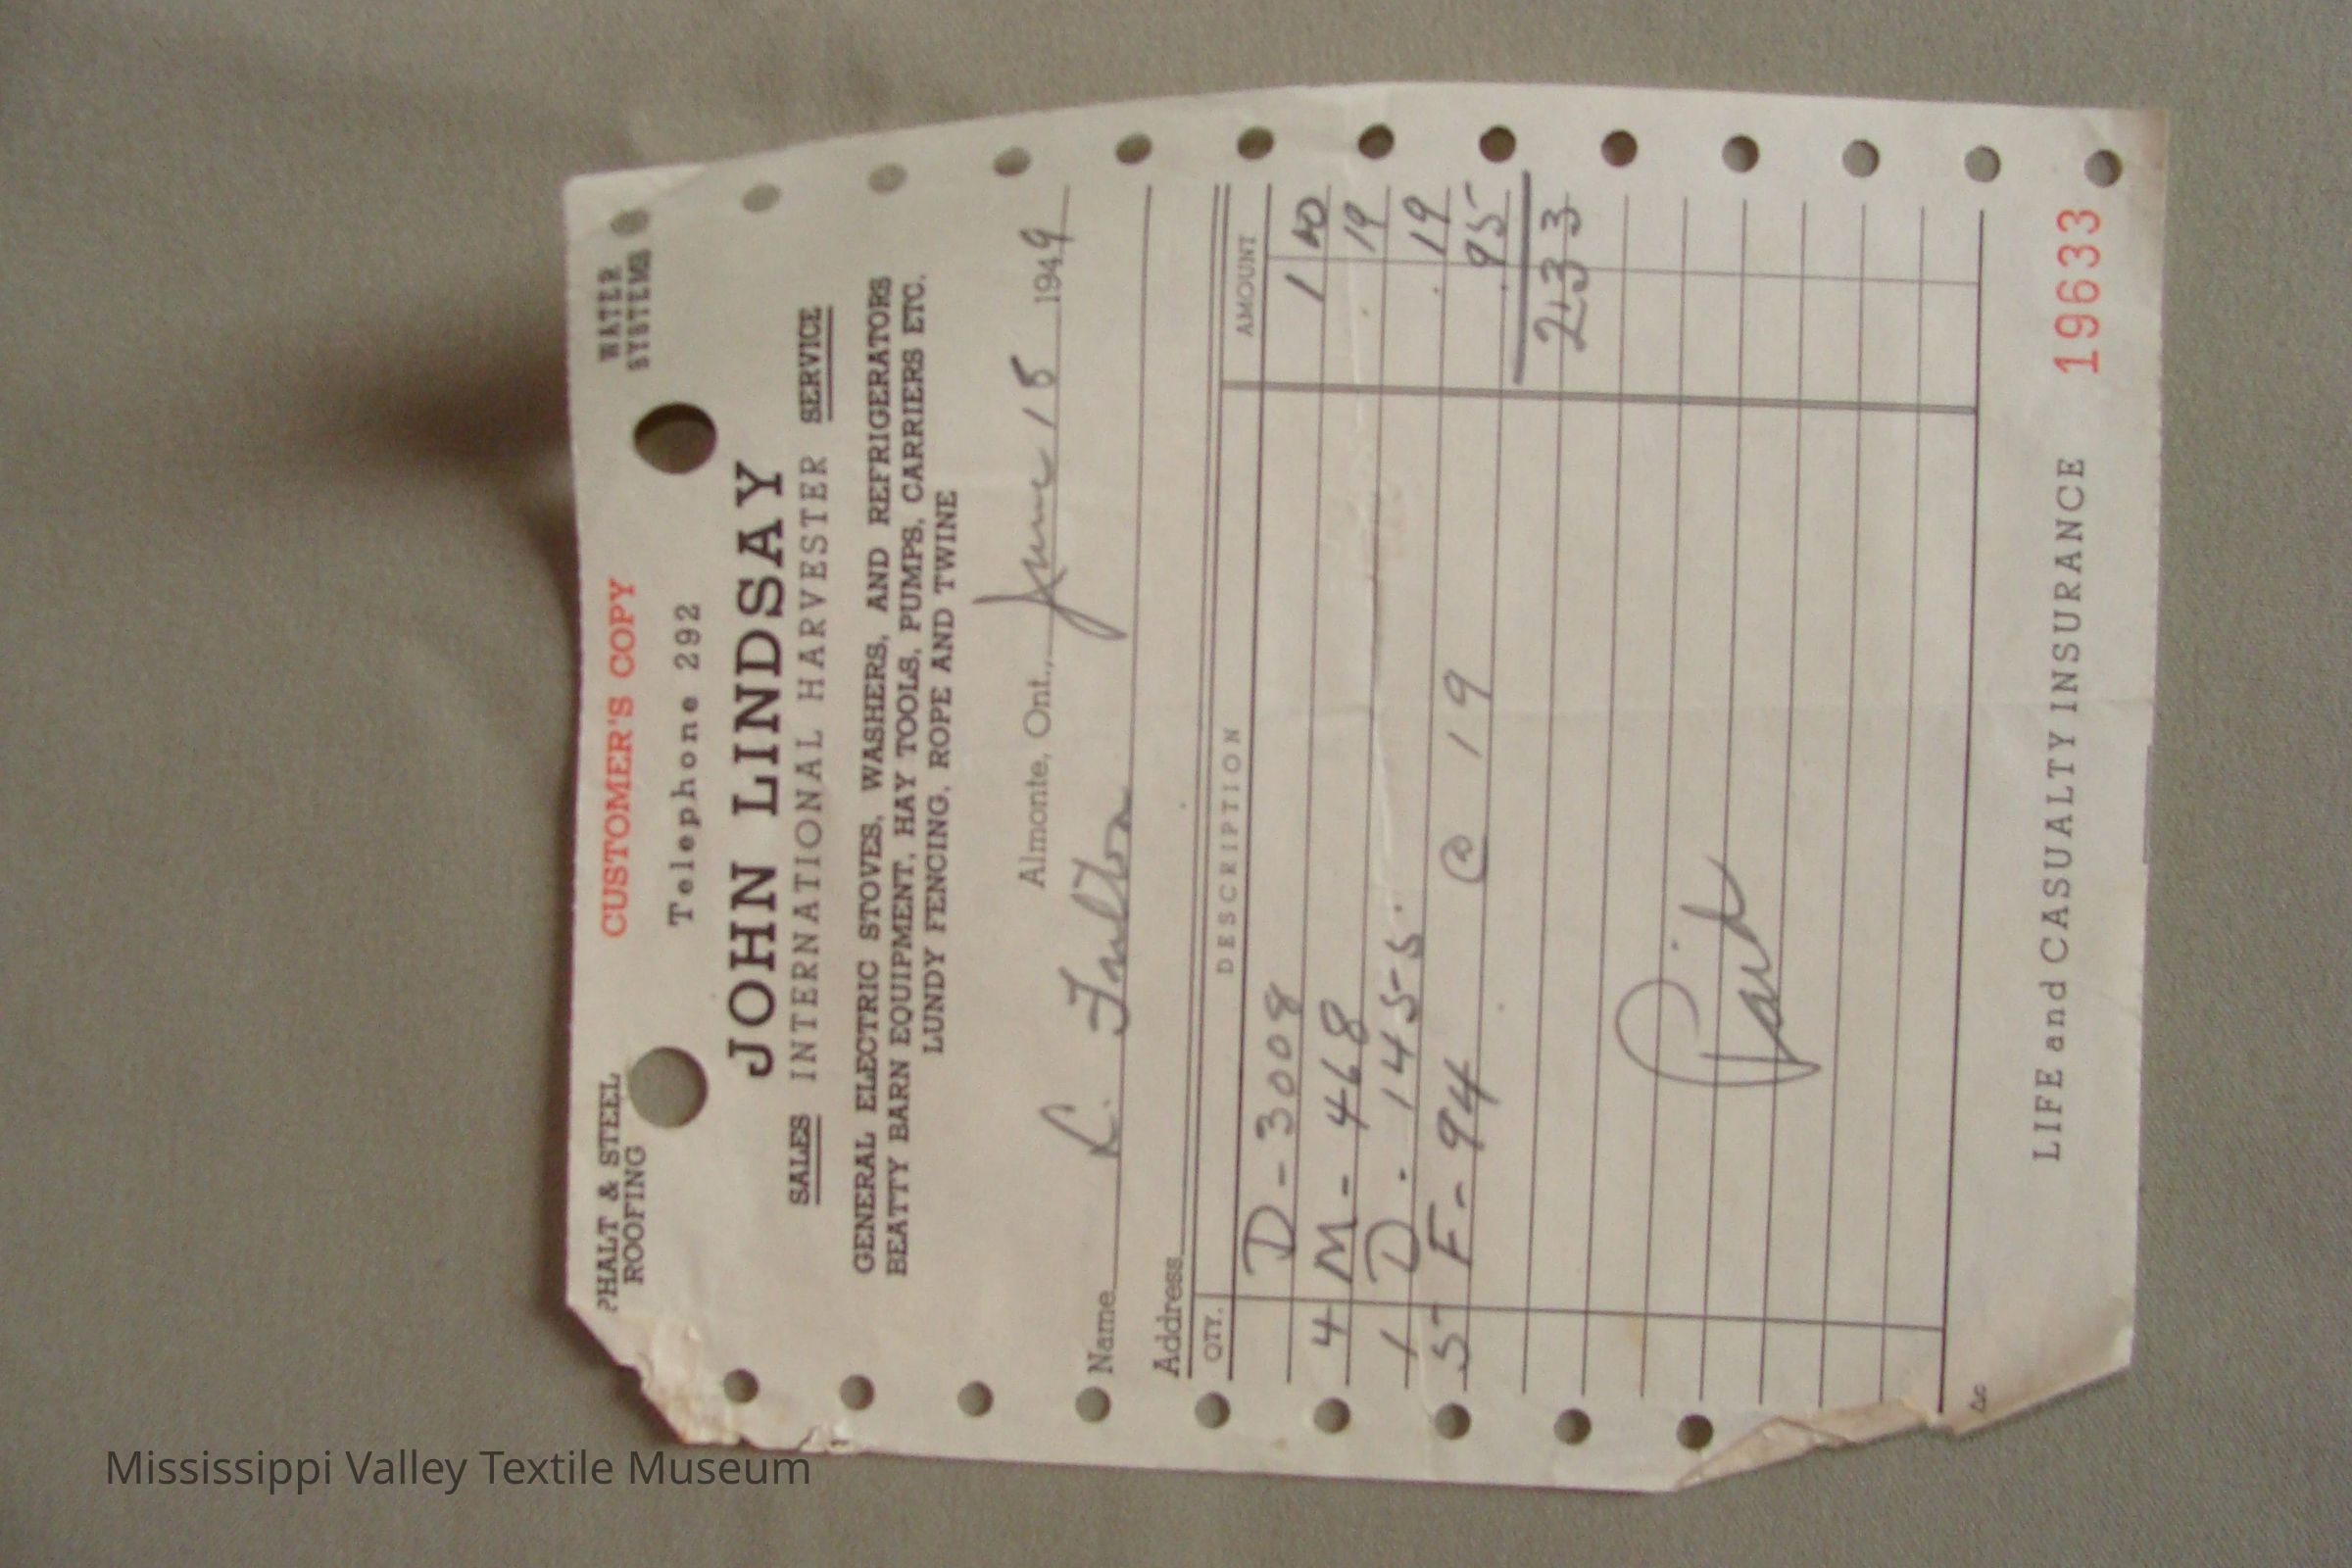 PHALT & STEEL
ROOFING
CUSTOMER'S COPY
WATER
SYSTEMS
Telephone 292
JOHN LINDSAY
SALES INTERNATIONAL HARVESTER SERVICE
GENERAL ELECTRIC STOVES, WASHERS, AND REFRIGERATORS
BEATTY BARN EQUIPMENT, HAY TOOLS, PUMPS, CARRIERS ETC.
LUNDY FENCING, ROPE AND TWINE
Almonte, Ont., June 18 1949
Name R. Fulton
Address
QTY. DESCRIPTION AMOUNT
D-3008 1 00
4 M-468 19
1 D. 1455. .19
5 F-94 @ 19 .95
2.33
Paid
LIFE and CASUALTY INSURANCE 19633
Mississippi Valley Textile Museum